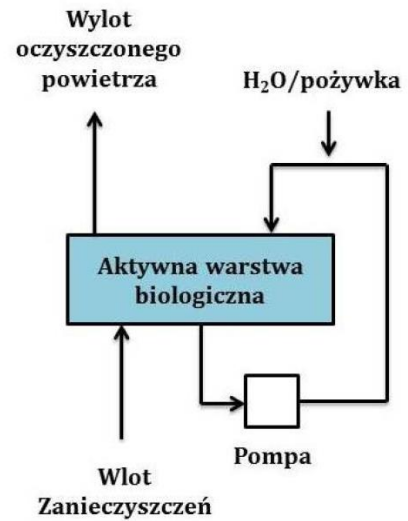 Wylot
oczyszczonego
powietrza
H₂O/pożywka
Aktywna warstwa
biologiczna
Pompa
Wlot
Zanieczyszczeń